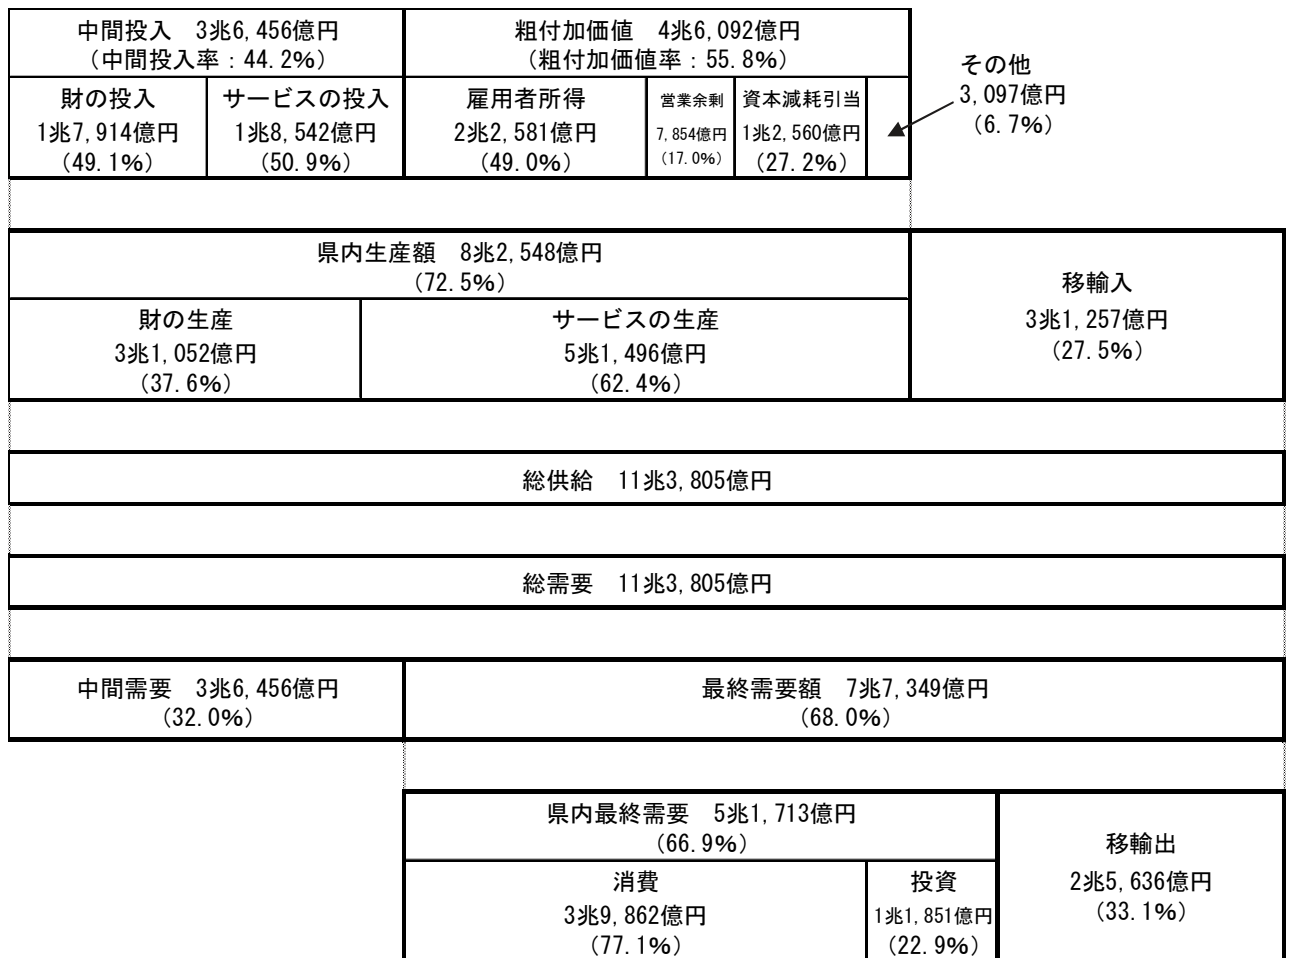 中間投入　3兆6,456億円
（中間投入率：44.2%）
粗付加価値　4兆6,092億円
（粗付加価値率：55.8%）
その他
3,097億円
（6.7%）
財の投入
1兆7,914億円
（49.1%）
サービスの投入
1兆8,542億円
（50.9%）
雇用者所得
2兆2,581億円
（49.0%）
営業余剰
7,854億円
（17.0%）
資本減耗引当
1兆2,560億円
（27.2%）
県内生産額　8兆2,548億円
（72.5%）
移輸入
3兆1,257億円
（27.5%）
財の生産
3兆1,052億円
（37.6%）
サービスの生産
5兆1,496億円
（62.4%）
総供給　11兆3,805億円
総需要　11兆3,805億円
中間需要　3兆6,456億円
（32.0%）
最終需要額　7兆7,349億円
（68.0%）
県内最終需要　5兆1,713億円
（66.9%）
移輸出
2兆5,636億円
（33.1%）
消費
3兆9,862億円
（77.1%）
投資
1兆1,851億円
（22.9%）